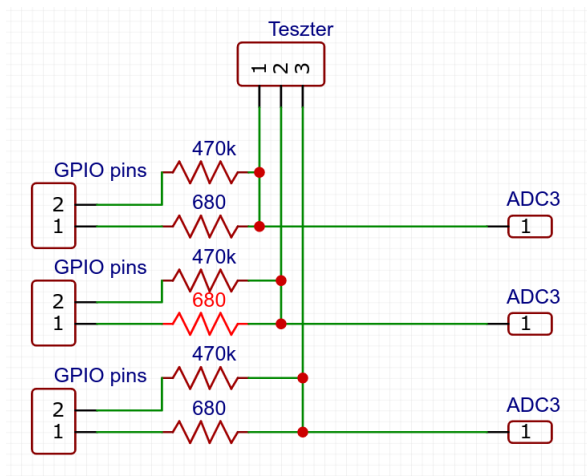 Teszter
1 2 3
470k
GPIO pins
680
ADC3
2
1
1
470k
GPIO pins
680
ADC3
2
1
1
470k
GPIO pins
680
ADC3
2
1
1